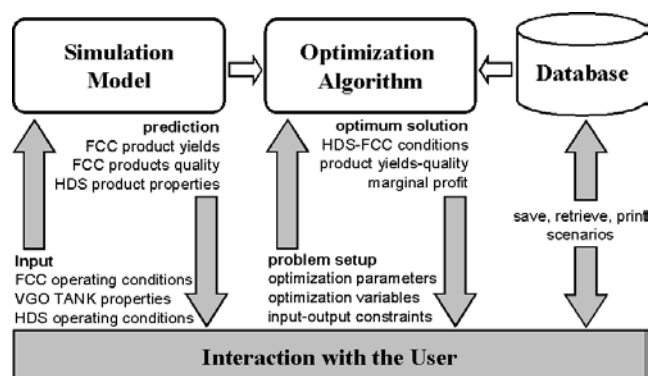 Simulation
Model
Optimization
Algorithm
Database
prediction
FCC product yields
FCC products quality
HDS product properties
optimum solution
HDS-FCC conditions
product yields-quality
marginal profit
save, retrieve, print
scenarios
Input
FCC operating conditions
VGO TANK properties
HDS operating conditions
problem setup
optimization parameters
optimization variables
input-output constraints
Interaction with the User